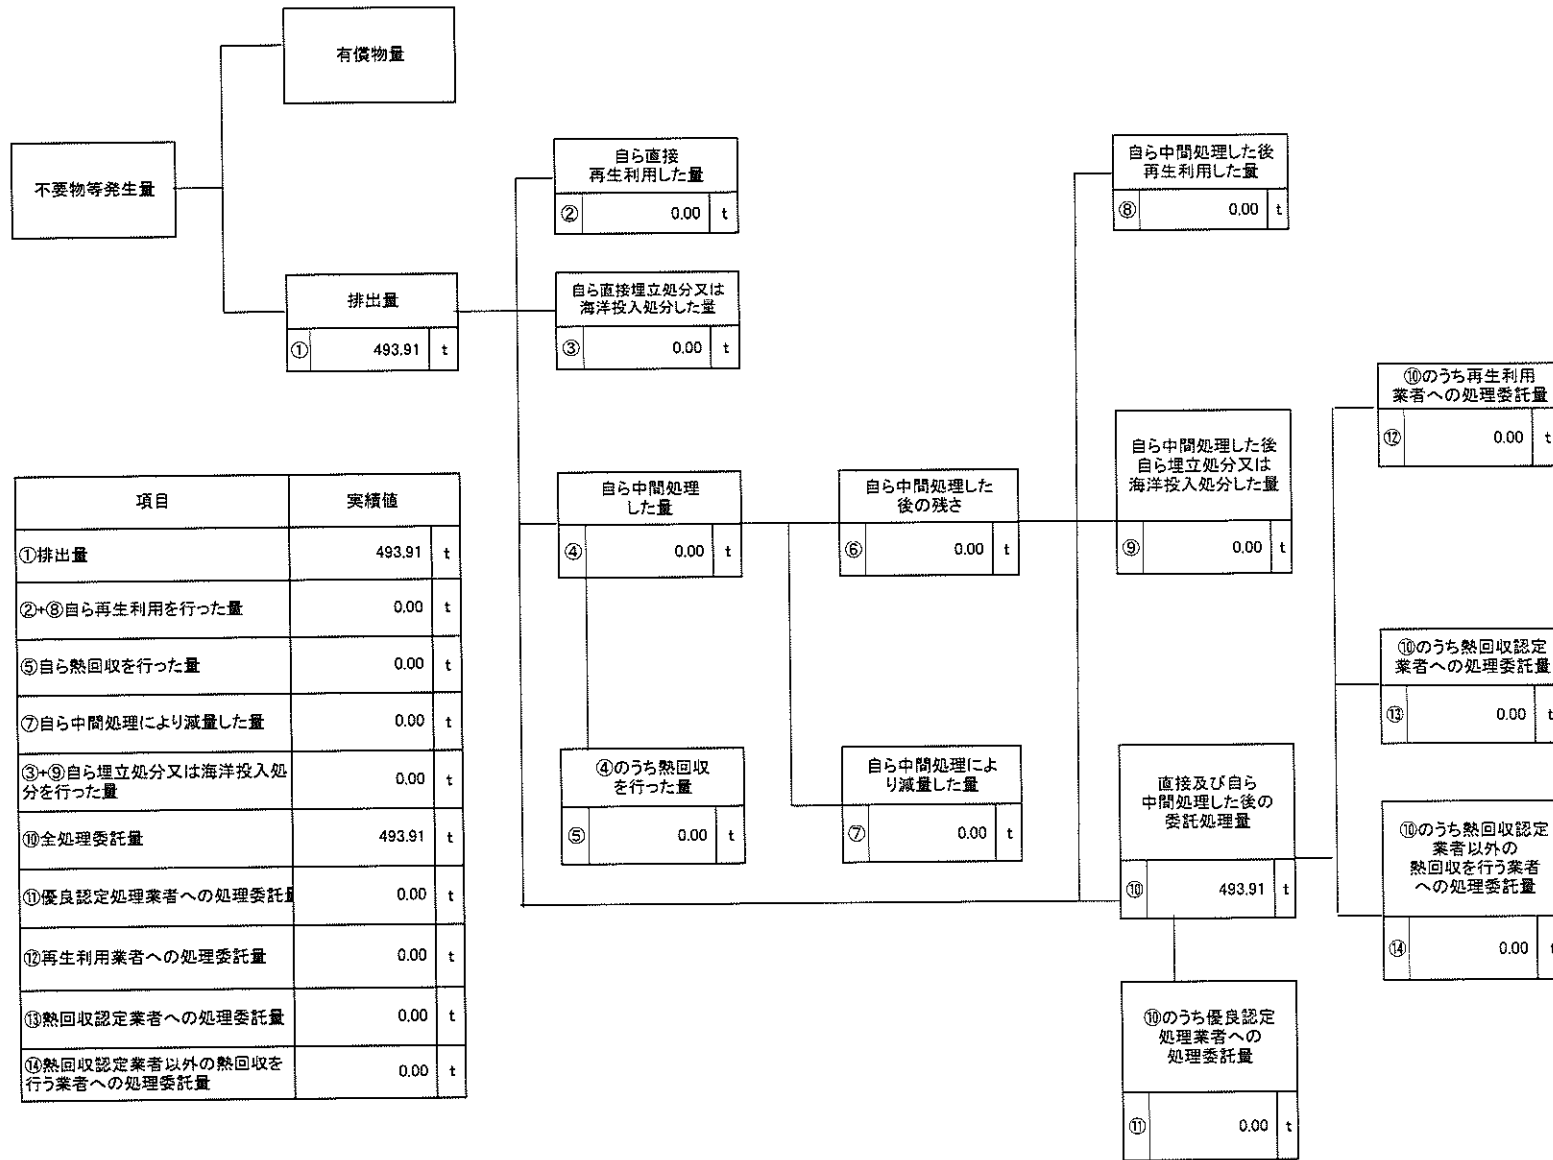 有償物量
不要物等発生量
排出量
① 493.91 t
自ら直接
再生利用した量
② 0.00 t
自ら直接埋立処分又は
海洋投入処分した量
③ 0.00 t
自ら中間処理
した量
④ 0.00 t
④のうち熱回収
を行った量
⑤ 0.00 t
自ら中間処理した
後の残さ
⑥ 0.00 t
自ら中間処理によ
り減量した量
⑦ 0.00 t
自ら中間処理した後
再生利用した量
⑧ 0.00 t
自ら中間処理した後
自ら埋立処分又は
海洋投入処分した量
⑨ 0.00 t
直接及び自ら
中間処理した後の
委託処理量
⑩ 493.91 t
⑩のうち優良認定
処理業者への
処理委託量
⑪ 0.00 t
⑩のうち再生利用
業者への処理委託量
⑫ 0.00 t
⑩のうち熱回収認定
業者への処理委託量
⑬ 0.00 t
⑩のうち熱回収認定
業者以外の
熱回収を行う業者
への処理委託量
⑭ 0.00 t
項目 実績値
①排出量 493.91 t
②+⑧自ら再生利用を行った量 0.00 t
⑤自ら熱回収を行った量 0.00 t
⑦自ら中間処理により減量した量 0.00 t
③+⑨自ら埋立処分又は海洋投入処
分を行った量 0.00 t
⑩全処理委託量 493.91 t
⑪優良認定処理業者への処理委託量 0.00 t
⑫再生利用業者への処理委託量 0.00 t
⑬熱回収認定業者への処理委託量 0.00 t
⑭熱回収認定業者以外の熱回収を
行う業者への処理委託量 0.00 t